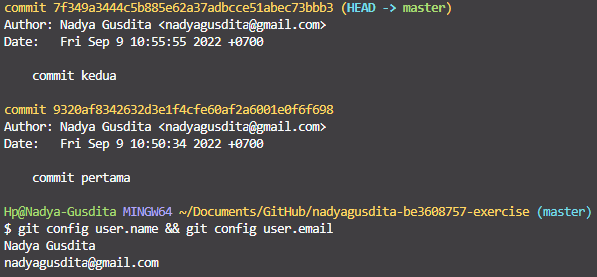 commit 7f349a3444c5b885e62a37adbcce51abec73bbb3 (HEAD -> master)
Author: Nadya Gusdita <nadyagusdita@gmail.com>
Date:   Fri Sep 9 10:55:55 2022 +0700
commit kedua
commit 9320af8342632d3e1f4cfe60af2a6001e0f6f698
Author: Nadya Gusdita <nadyagusdita@gmail.com>
Date:   Fri Sep 9 10:50:34 2022 +0700
commit pertama
Hp@Nadya-Gusdita MINGW64 ~/Documents/GitHub/nadyagusdita-be3608757-exercise (master)
$ git config user.name && git config user.email
Nadya Gusdita
nadyagusdita@gmail.com